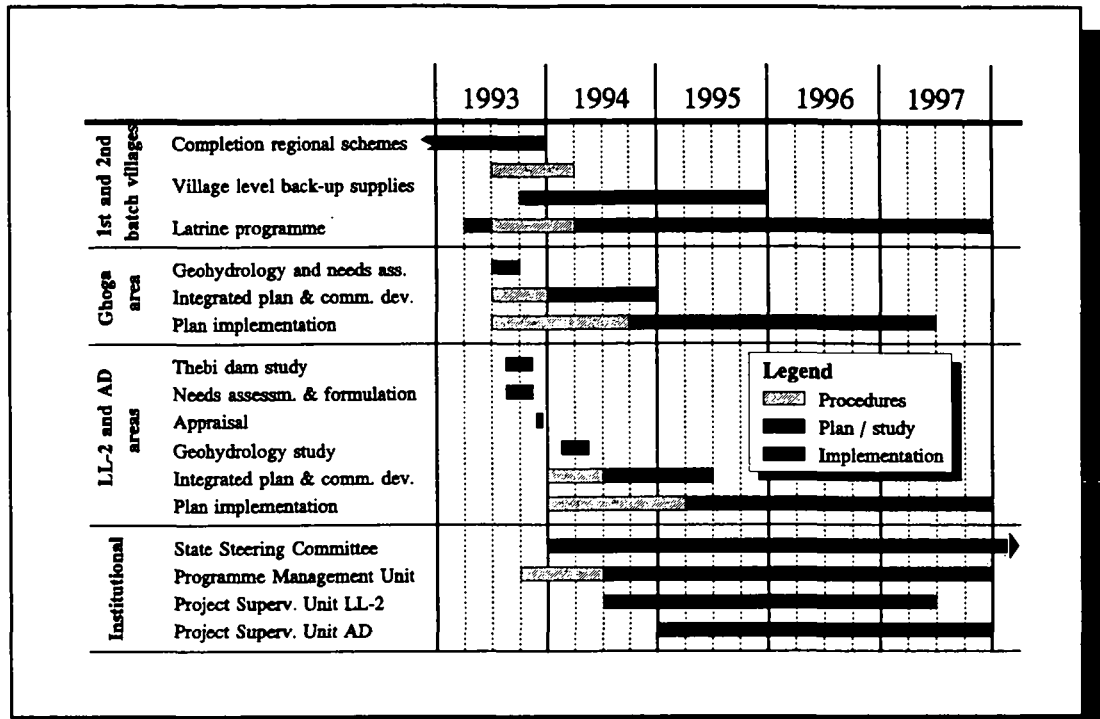 1993 1994 1995 1996 1997
1st and 2nd
batch villages
Completion regional schemes
Village level back-up supplies
Latrine programme
Ghoga
area
Geohydrology and needs ass.
Integrated plan & comm. dev.
Plan implementation
LL-2 and AD
areas
Thebi dam study
Needs assessm. & formulation
Appraisal
Geohydrology study
Integrated plan & comm. dev.
Plan implementation
Legend
Procedures
Plan / study
Implementation
Institutional
State Steering Committee
Programme Management Unit
Project Superv. Unit LL-2
Project Superv. Unit AD